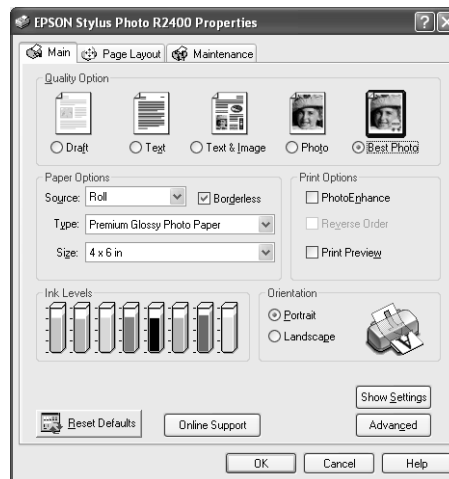 EPSON Stylus Photo R2400 Properties
Main Page Layout Maintenance
Quality Option
Draft Text Text & Image Photo Best Photo
Paper Options
Source: Roll Borderless
Type: Premium Glossy Photo Paper
Size: 4 x 6 in
Print Options
PhotoEnhance
Reverse Order
Print Preview
Ink Levels
Orientation
Portrait
Landscape
Show Settings
Reset Defaults Online Support Advanced
OK Cancel Help